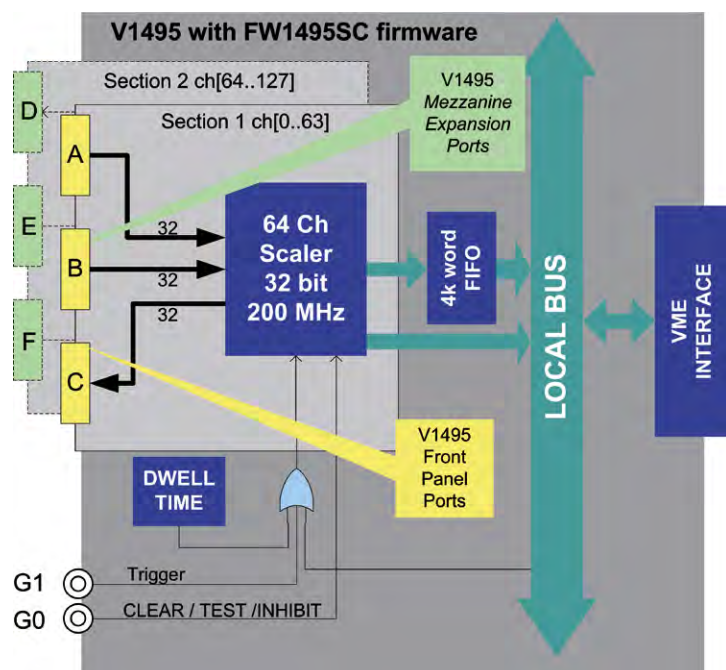 V1495 with FW1495SC firmware
Section 2 ch[64..127]
Section 1 ch[0..63]
V1495
Mezzanine
Expansion
Ports
D
A
E
B
F
C
32
32
32
64 Ch
Scaler
32 bit
200 MHz
4k word
FIFO
LOCAL BUS
VME
INTERFACE
V1495
Front
Panel
Ports
DWELL
TIME
G1
Trigger
G0
CLEAR / TEST /INHIBIT